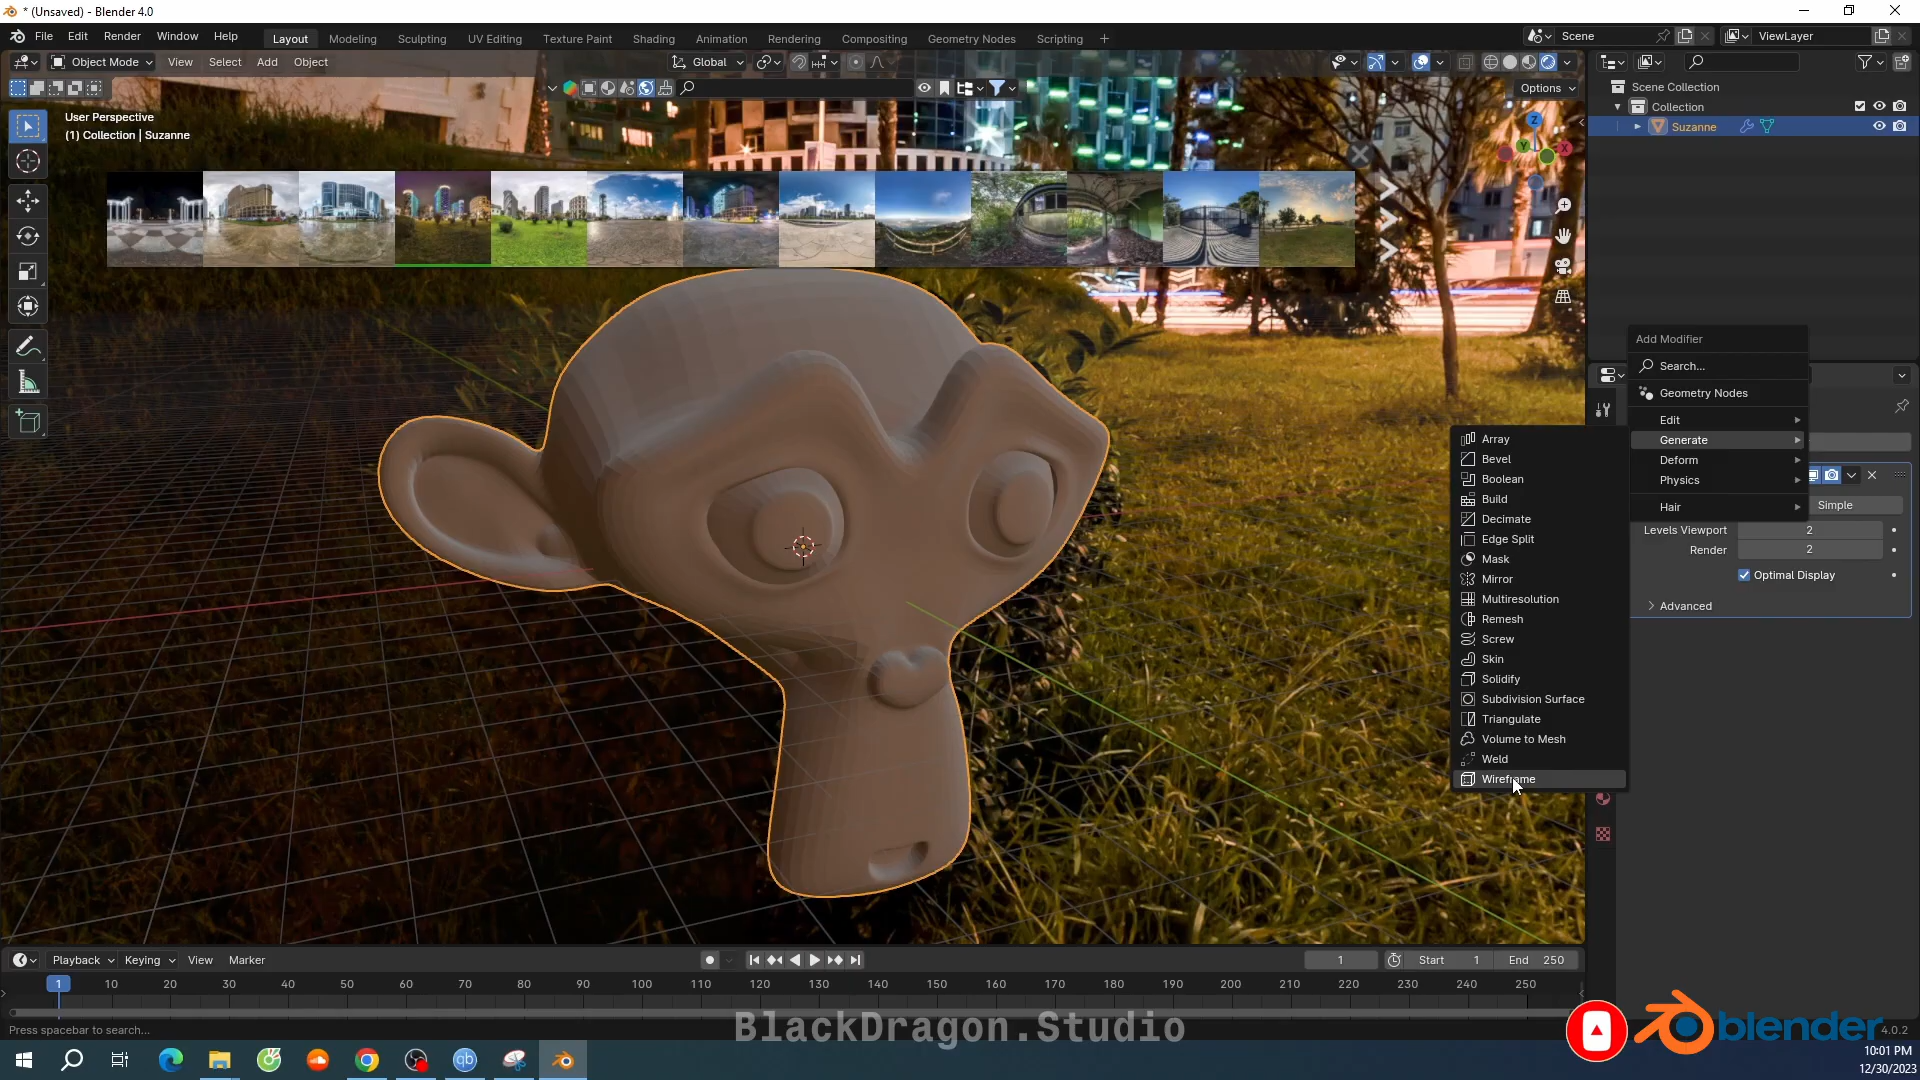 * (Unsaved) - Blender 4.0
File Edit Render Window Help Layout Modeling Sculpting UV Editing Texture Paint Shading Animation Rendering Compositing Geometry Nodes Scripting + Scene ViewLayer
Object Mode View Select Add Object Global
Options
User Perspective
(1) Collection | Suzanne
Z
Y
X
Scene Collection
Collection
Suzanne
Add Modifier
Search...
Geometry Nodes
Edit
Generate
Deform
Physics
Hair
Array
Bevel
Boolean
Build
Decimate
Edge Split
Mask
Mirror
Multiresolution
Remesh
Screw
Skin
Solidify
Subdivision Surface
Triangulate
Volume to Mesh
Weld
Wireframe
Simple
Levels Viewport 2
Render 2
Optimal Display
Advanced
Playback Keying View Marker 1 Start 1 End 250
1 10 20 30 40 50 60 70 80 90 100 110 120 130 140 150 160 170 180 190 200 210 220 230 240 250
Press spacebar to search...
BlackDragon.Studio
blender
4.0.2
qb
10:01 PM
12/30/2023